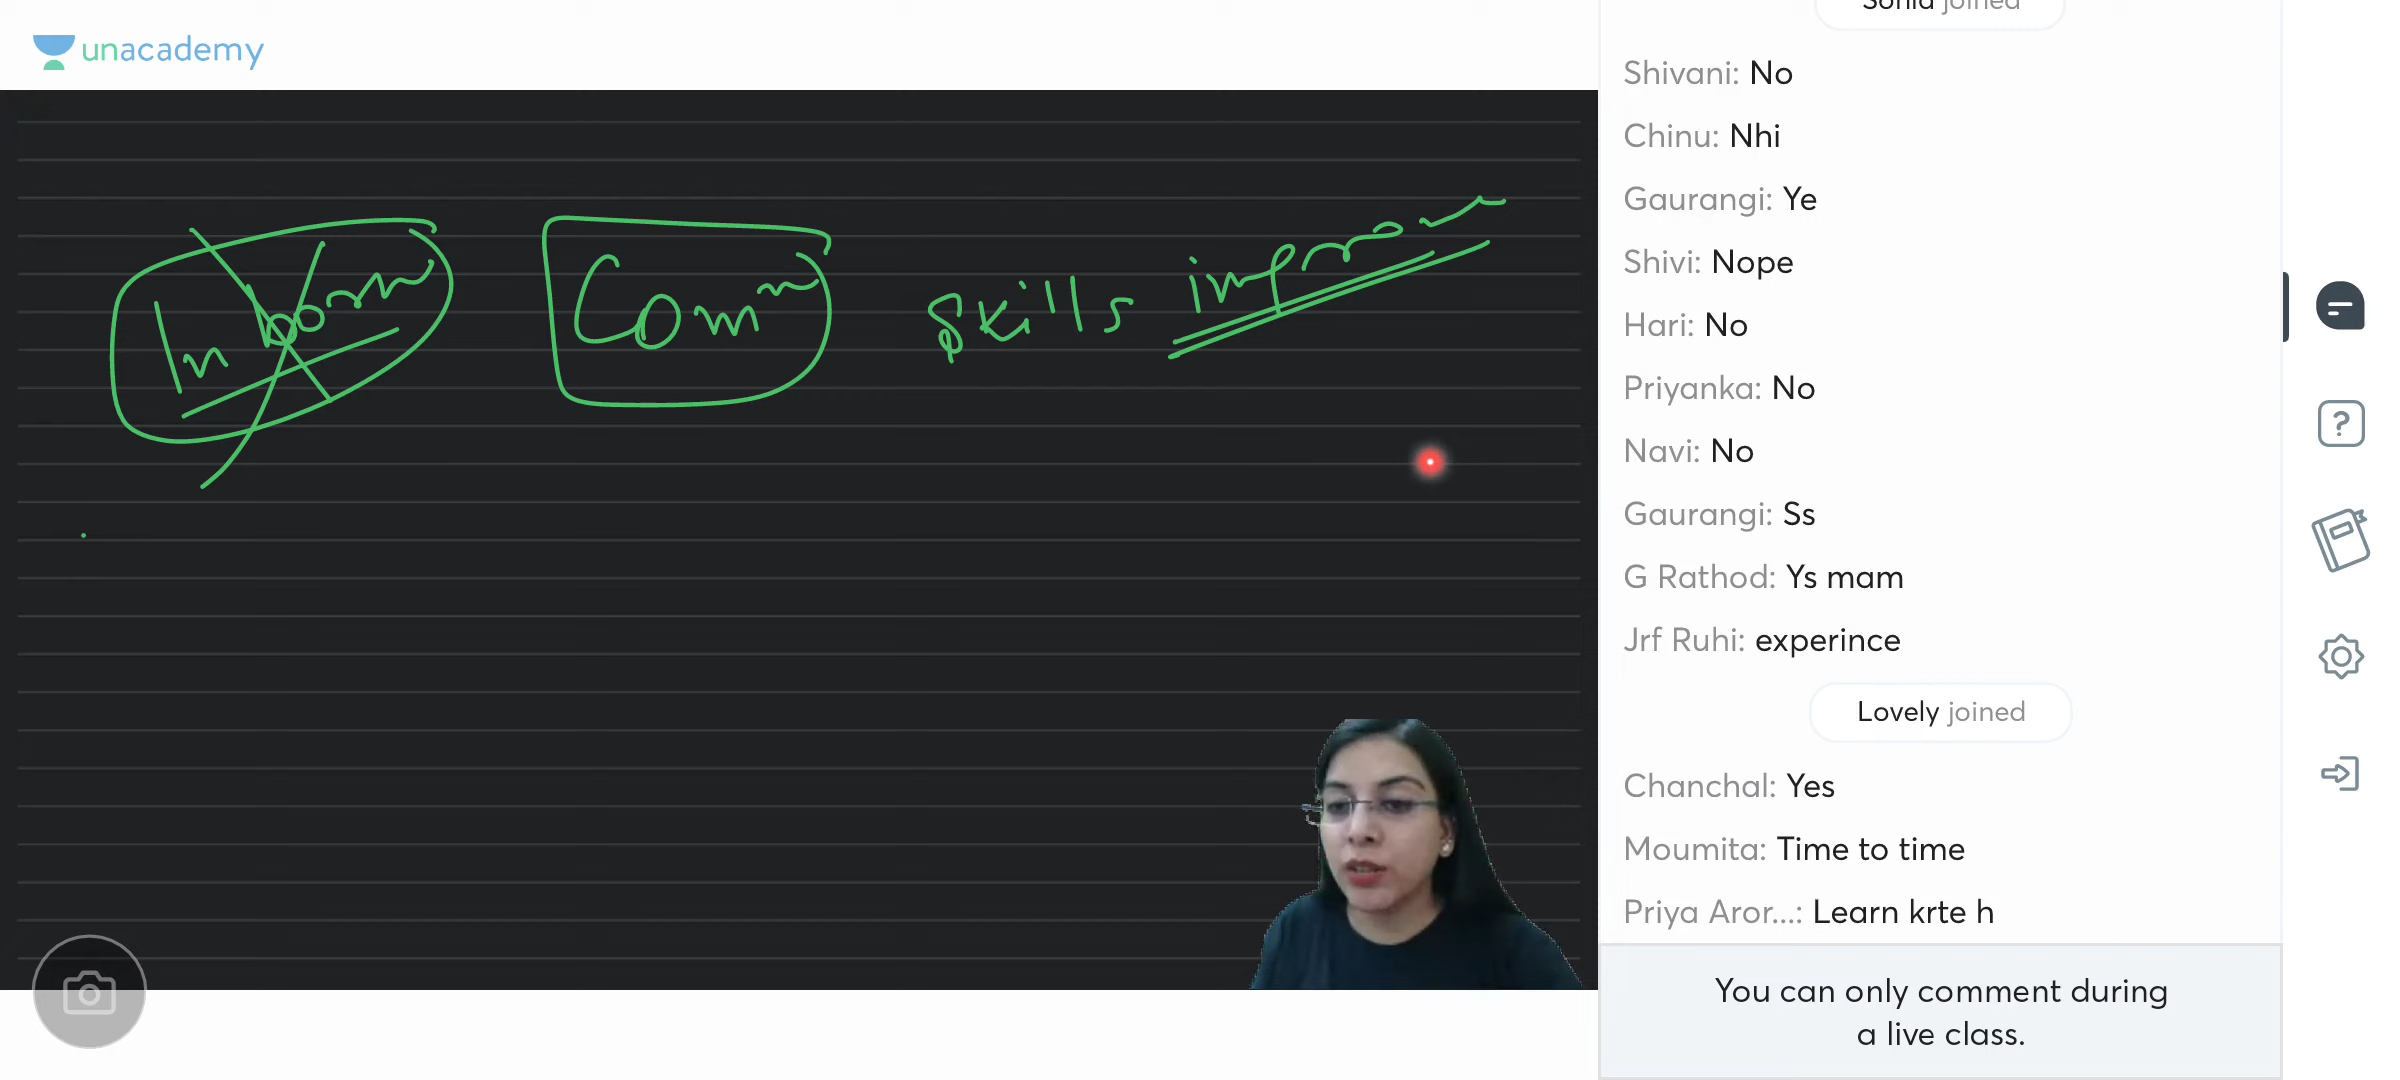 unacademy
In born
Comm
Skills improve
Sonia joined
Shivani: No
Chinu: Nhi
Gaurangi: Ye
Shivi: Nope
Hari: No
Priyanka: No
Navi: No
Gaurangi: Ss
G Rathod: Ys mam
Jrf Ruhi: experince
Lovely joined
Chanchal: Yes
Moumita: Time to time
Priya Aror...: Learn krte h
You can only comment during
a live class.